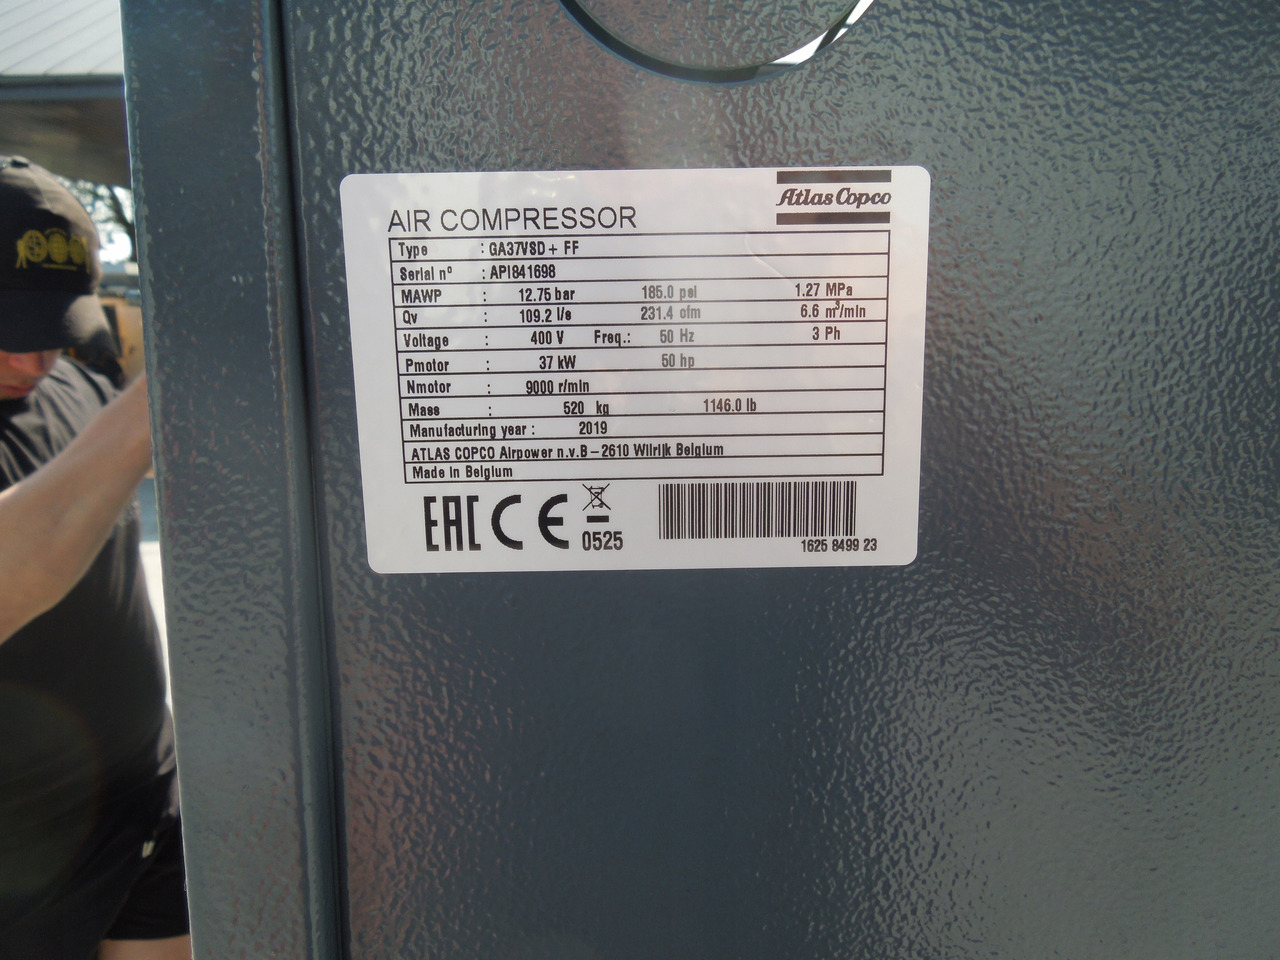 Atlas Copco
AIR COMPRESSOR
Type : GA37VSD+ FF
Serial n° : API841698
MAWP : 12.75 bar 185.0 psi 1.27 MPa
Qv : 109.2 l/s 231.4 cfm 6.6 m³/min
Voltage : 400 V Freq.: 50 Hz 3 Ph
Pmotor : 37 kW 50 hp
Nmotor : 9000 r/min
Mass : 520 kg 1146.0 lb
Manufacturing year : 2019
ATLAS COPCO Airpower n.v.B – 2610 Wilrijk Belgium
Made in Belgium
EAC CE 0525
1625 8499 23